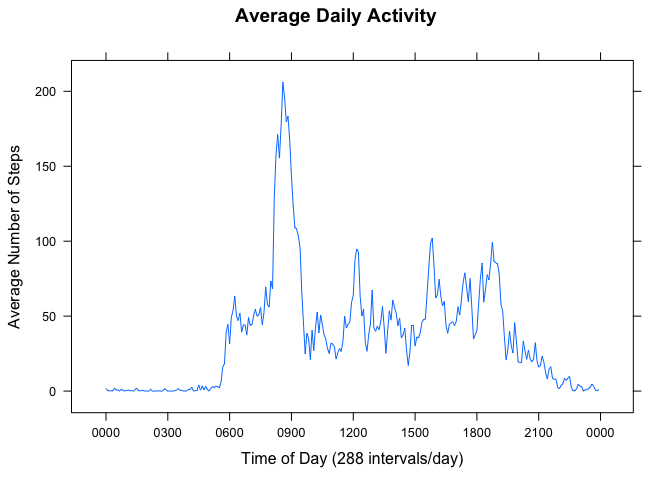 Average Daily Activity
200
150
100
50
0
Average Number of Steps
0000 0300 0600 0900 1200 1500 1800 2100 0000
Time of Day (288 intervals/day)